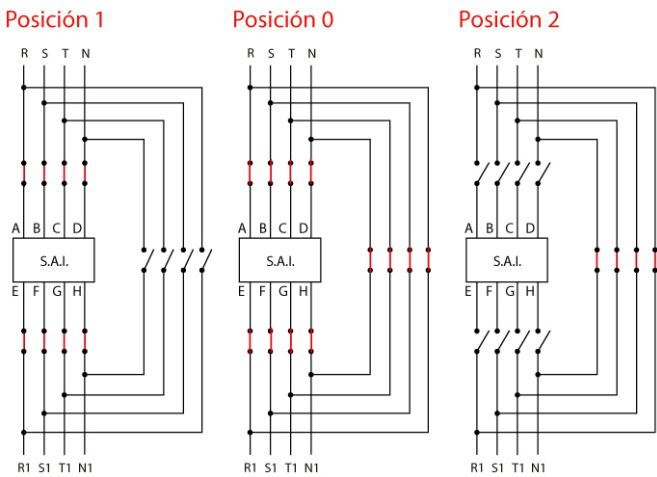 Posición 1
R S T N
A B C D
S.A.I.
E F G H
R1 S1 T1 N1
Posición 0
R S T N
A B C D
S.A.I.
E F G H
R1 S1 T1 N1
Posición 2
R S T N
A B C D
S.A.I.
E F G H
R1 S1 T1 N1